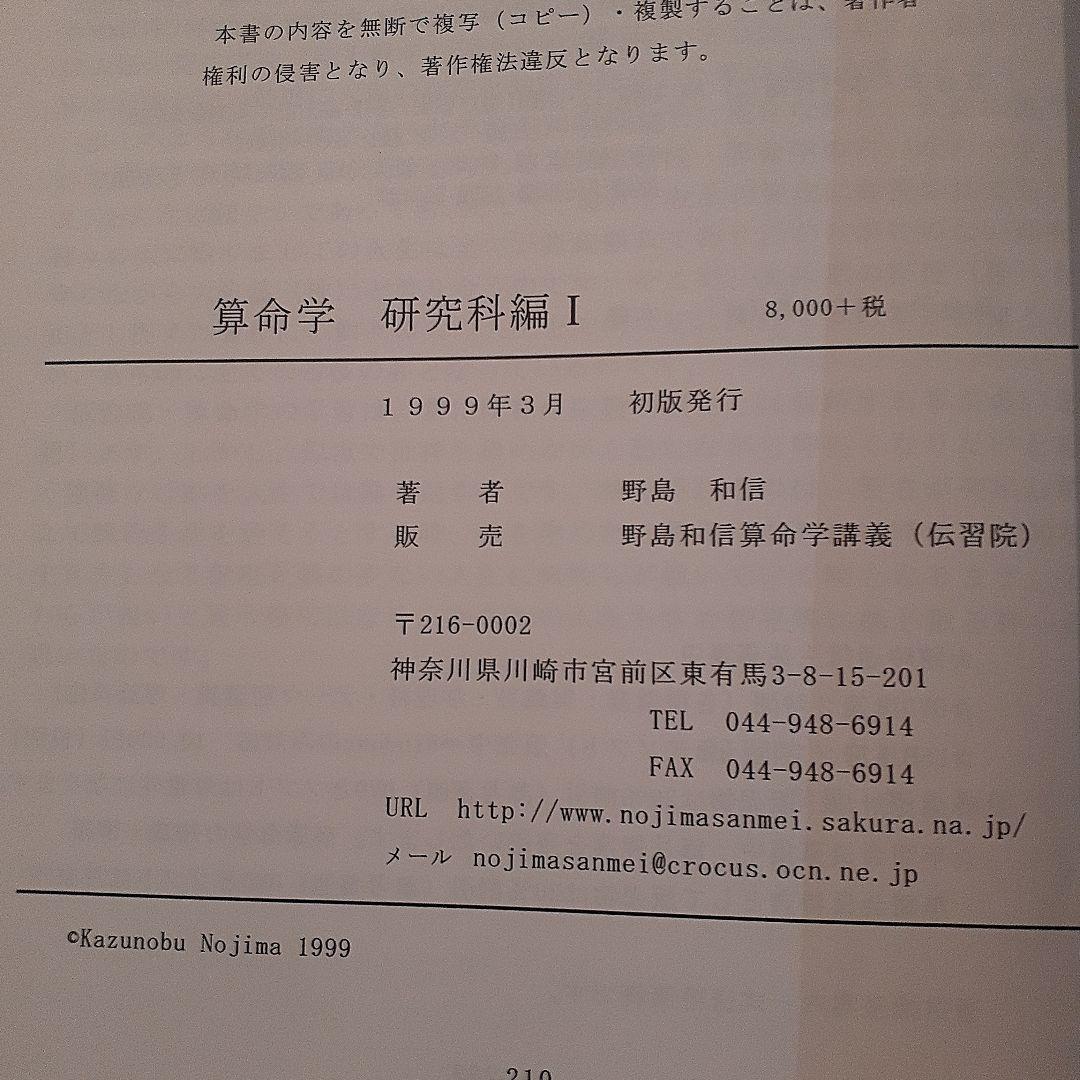 本書の内容を無断で複写（コピー）・複製することは、著作者
権利の侵害となり、著作権法違反となります。
算命学　研究科編Ⅰ　8,000＋税
１９９９年３月　初版発行
著　者　野島　和信
販　売　野島和信算命学講義（伝習院）
〒216-0002
神奈川県川崎市宮前区東有馬3-8-15-201
TEL　044-948-6914
FAX　044-948-6914
URL　http://www.nojimasanmei.sakura.na.jp/
メール　nojimasanmei@crocus.ocn.ne.jp
©Kazunobu Nojima 1999
210